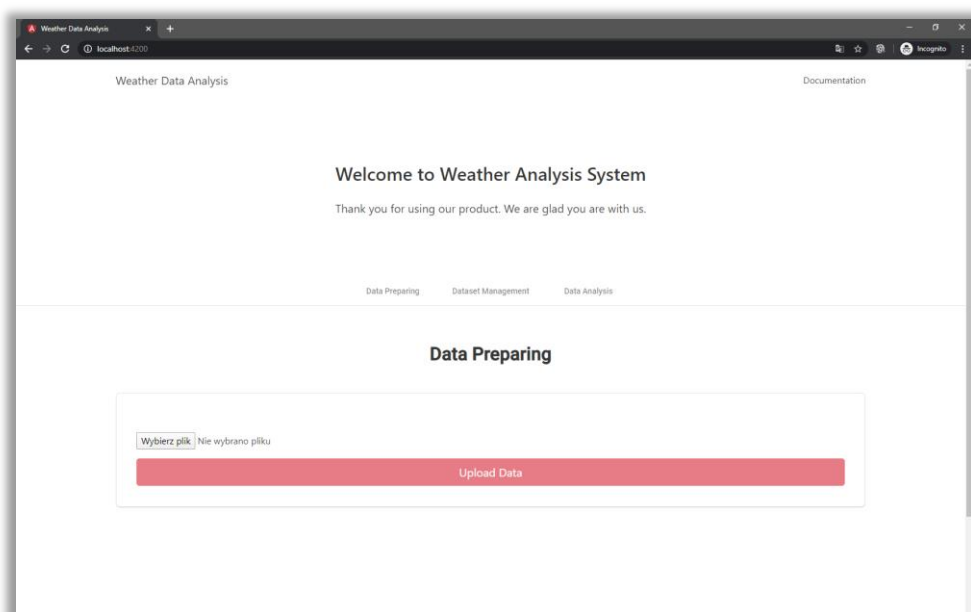 Weather Data Analysis
localhost:4200
Incognito
Weather Data Analysis
Documentation
Welcome to Weather Analysis System
Thank you for using our product. We are glad you are with us.
Data Preparing Dataset Management Data Analysis
Data Preparing
Wybierz plik Nie wybrano pliku
Upload Data